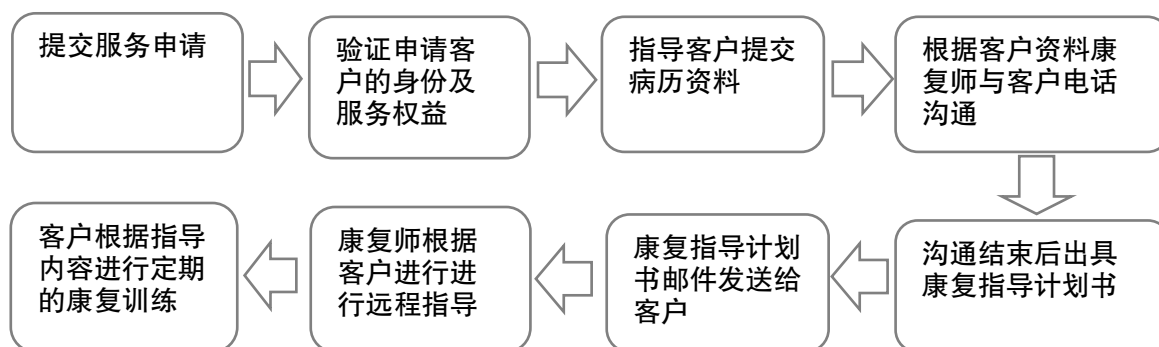 提交服务申请
验证申请客
户的身份及
服务权益
指导客户提交
病历资料
根据客户资料康
复师与客户电话
沟通
沟通结束后出具
康复指导计划书
康复指导计划
书邮件发送给
客户
康复师根据
客户进行进
行远程指导
客户根据指导
内容进行定期
的康复训练